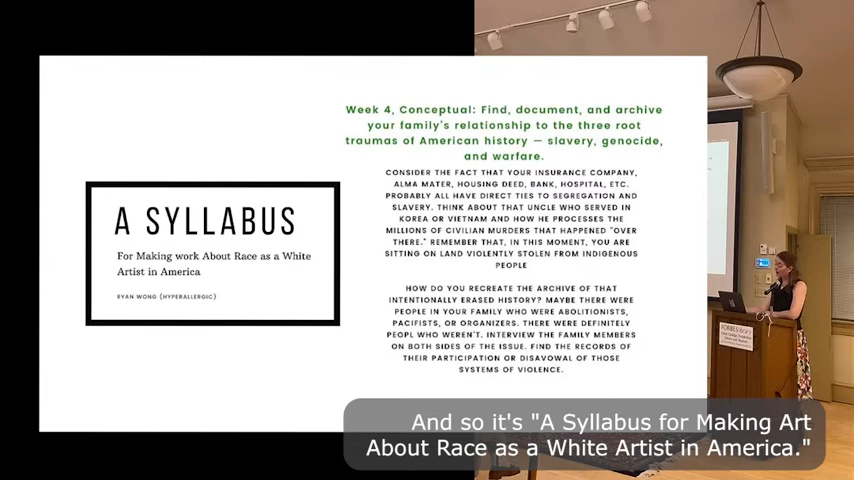 A SYLLABUS
For Making work About Race as a White
Artist in America
RYAN WONG (HYPERALLERGIC)
Week 4, Conceptual: Find, document, and archive
your family's relationship to the three root
traumas of American history — slavery, genocide,
and warfare.
CONSIDER THE FACT THAT YOUR INSURANCE COMPANY,
ALMA MATER, HOUSING DEED, BANK, HOSPITAL, ETC.
PROBABLY ALL HAVE DIRECT TIES TO SEGREGATION AND
SLAVERY. THINK ABOUT THAT UNCLE WHO SERVED IN
KOREA OR VIETNAM AND HOW HE PROCESSES THE
MILLIONS OF CIVILIAN MURDERS THAT HAPPENED "OVER
THERE." REMEMBER THAT, IN THIS MOMENT, YOU ARE
SITTING ON LAND VIOLENTLY STOLEN FROM INDIGENOUS
PEOPLE
HOW DO YOU RECREATE THE ARCHIVE OF THAT
INTENTIONALLY ERASED HISTORY? MAYBE THERE WERE
PEOPLE IN YOUR FAMILY WHO WERE ABOLITIONISTS,
PACIFISTS, OR ORGANIZERS. THERE WERE DEFINITELY
PEOPL WHO WEREN'T. INTERVIEW THE FAMILY MEMBERS
ON BOTH SIDES OF THE ISSUE. FIND THE RECORDS OF
THEIR PARTICIPATION OR DISAVOWAL OF THOSE
SYSTEMS OF VIOLENCE.
FORBES library
And so it's "A Syllabus for Making Art
About Race as a White Artist in America."